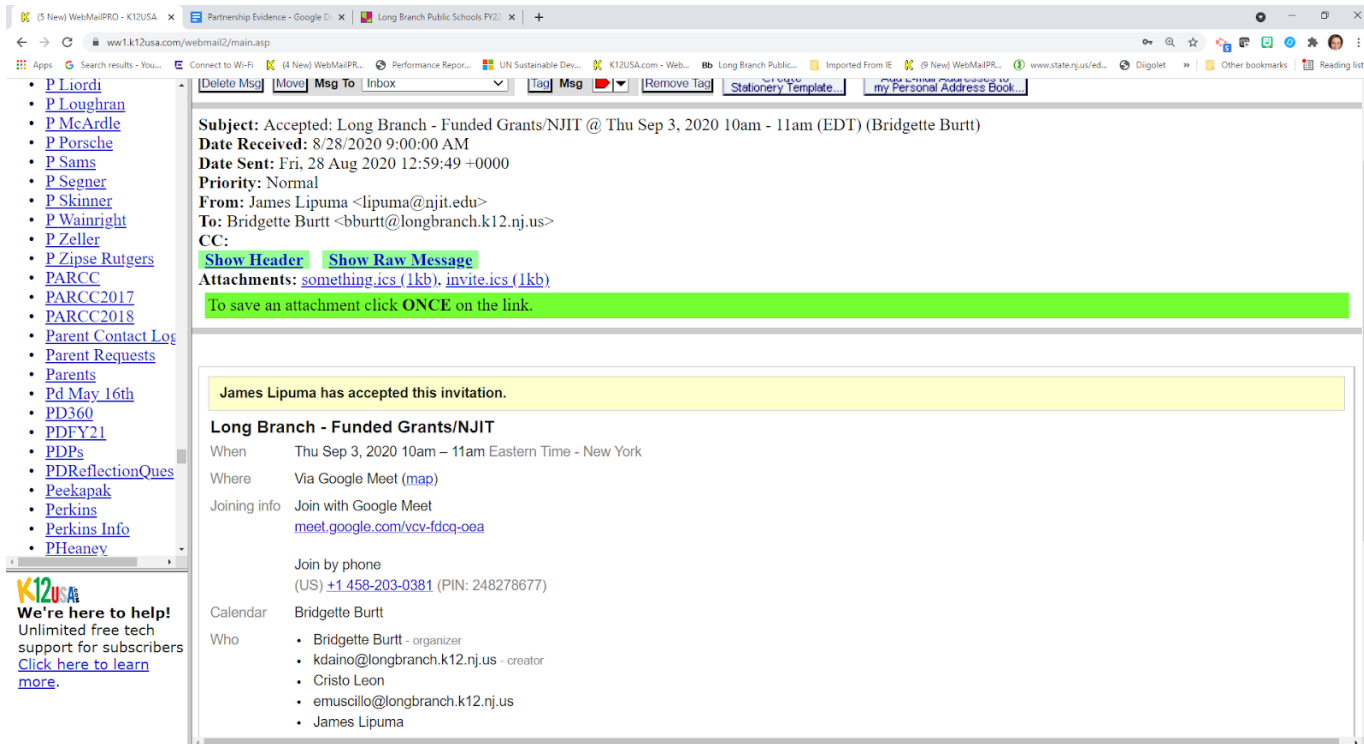 (5 New) WebMailPRO - K12USA
Partnership Evidence - Google D
Long Branch Public Schools FY22
ww1.k12usa.com/webmail2/main.asp
Apps
Search results - You...
Connect to Wi-Fi
(4 New) WebMailPR...
Performance Repor...
UN Sustainable Dev...
K12USA.com - Web...
Bb Long Branch Public...
Imported From IE
(9 New) WebMailPR...
www.state.nj.us/ed...
Diigolet
»
Other bookmarks
Reading list
P Liordi
P Loughran
P McArdle
P Porsche
P Sams
P Segner
P Skinner
P Wainright
P Zeller
P Zipse Rutgers
PARCC
PARCC2017
PARCC2018
Parent Contact Log
Parent Requests
Parents
Pd May 16th
PD360
PDFY21
PDPs
PDReflectionQues
Peekapak
Perkins
Perkins Info
PHeaney
K12USA
We're here to help!
Unlimited free tech
support for subscribers
Click here to learn
more.
Delete Msg Move Msg To Inbox Tag Msg Remove Tag Create Stationery Template... Add E-mail Addresses to my Personal Address Book...
Subject: Accepted: Long Branch - Funded Grants/NJIT @ Thu Sep 3, 2020 10am - 11am (EDT) (Bridgette Burtt)
Date Received: 8/28/2020 9:00:00 AM
Date Sent: Fri, 28 Aug 2020 12:59:49 +0000
Priority: Normal
From: James Lipuma <lipuma@njit.edu>
To: Bridgette Burtt <bburtt@longbranch.k12.nj.us>
CC:
Show Header Show Raw Message
Attachments: something.ics (1kb), invite.ics (1kb)
To save an attachment click ONCE on the link.
James Lipuma has accepted this invitation.
Long Branch - Funded Grants/NJIT
When Thu Sep 3, 2020 10am – 11am Eastern Time - New York
Where Via Google Meet (map)
Joining info Join with Google Meet
meet.google.com/vcv-fdcq-oea
Join by phone
(US) +1 458-203-0381 (PIN: 248278677)
Calendar Bridgette Burtt
Who • Bridgette Burtt - organizer
• kdaino@longbranch.k12.nj.us - creator
• Cristo Leon
• emuscillo@longbranch.k12.nj.us
• James Lipuma